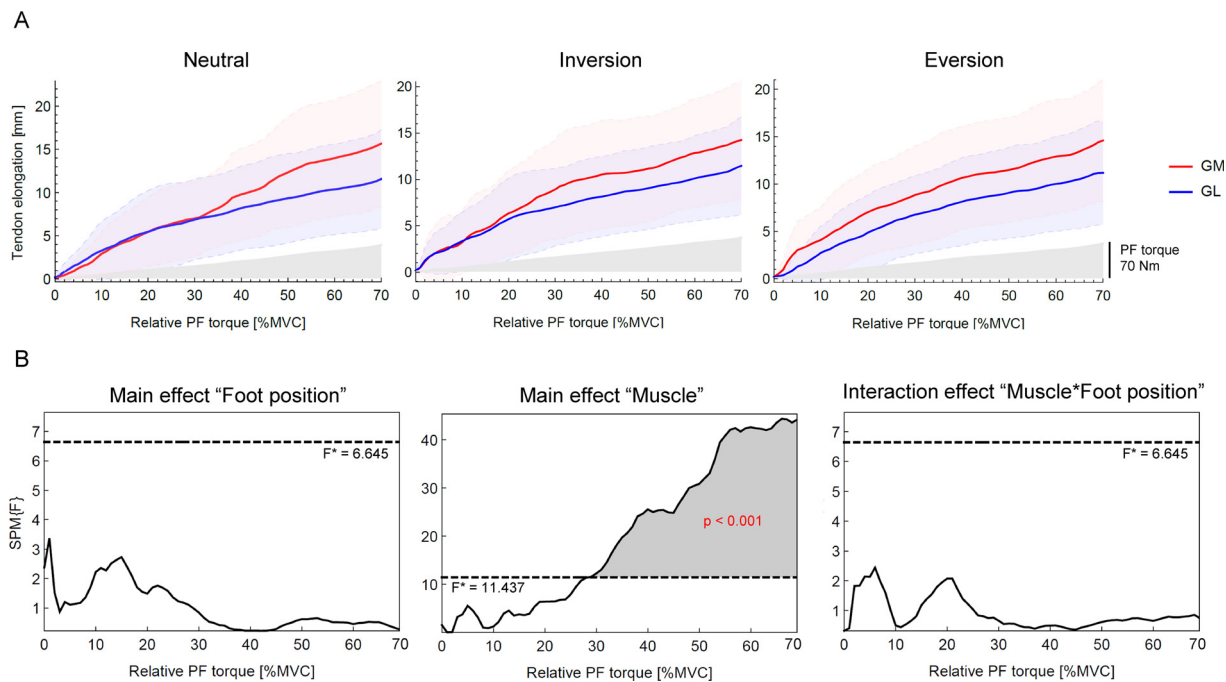 A
Neutral
Inversion
Eversion
Tendon elongation [mm]
20
15
10
5
0
0 10 20 30 40 50 60 70
Relative PF torque [%MVC]
20
15
10
5
0
0 10 20 30 40 50 60 70
Relative PF torque [%MVC]
20
15
10
5
0
0 10 20 30 40 50 60 70
Relative PF torque [%MVC]
GM
GL
PF torque
70 Nm
B
Main effect “Foot position”
Main effect “Muscle”
Interaction effect “Muscle*Foot position”
SPM{F}
7
6
5
4
3
2
1
F* = 6.645
0 10 20 30 40 50 60 70
Relative PF torque [%MVC]
40
30
20
10
p < 0.001
F* = 11.437
0 10 20 30 40 50 60 70
Relative PF torque [%MVC]
7
6
5
4
3
2
1
F* = 6.645
0 10 20 30 40 50 60 70
Relative PF torque [%MVC]